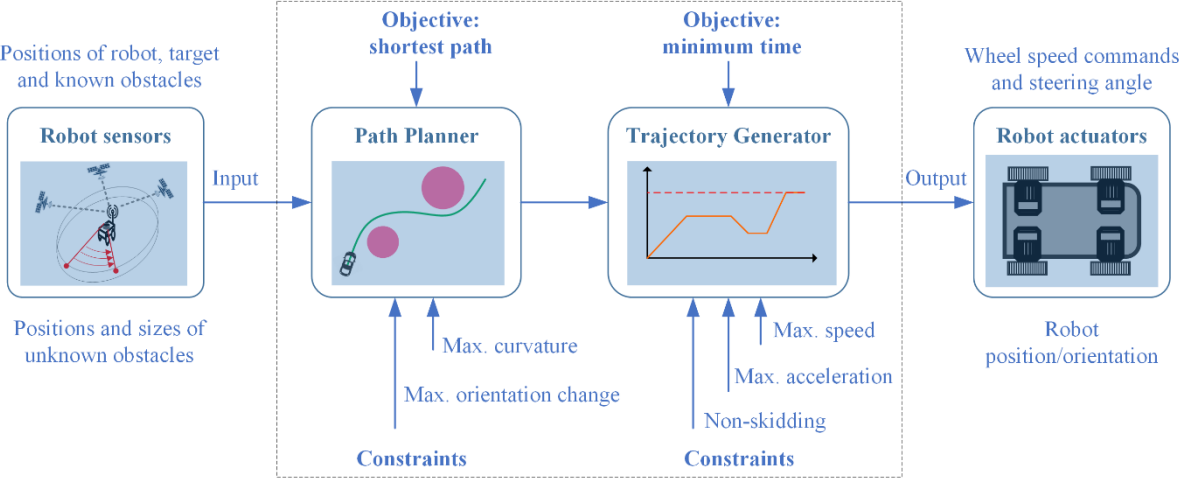 Positions of robot, target
and known obstacles
Robot sensors
Positions and sizes of
unknown obstacles
Input
Objective:
shortest path
Path Planner
Max. curvature
Max. orientation change
Constraints
Objective:
minimum time
Trajectory Generator
Max. speed
Max. acceleration
Non-skidding
Constraints
Output
Wheel speed commands
and steering angle
Robot actuators
Robot
position/orientation